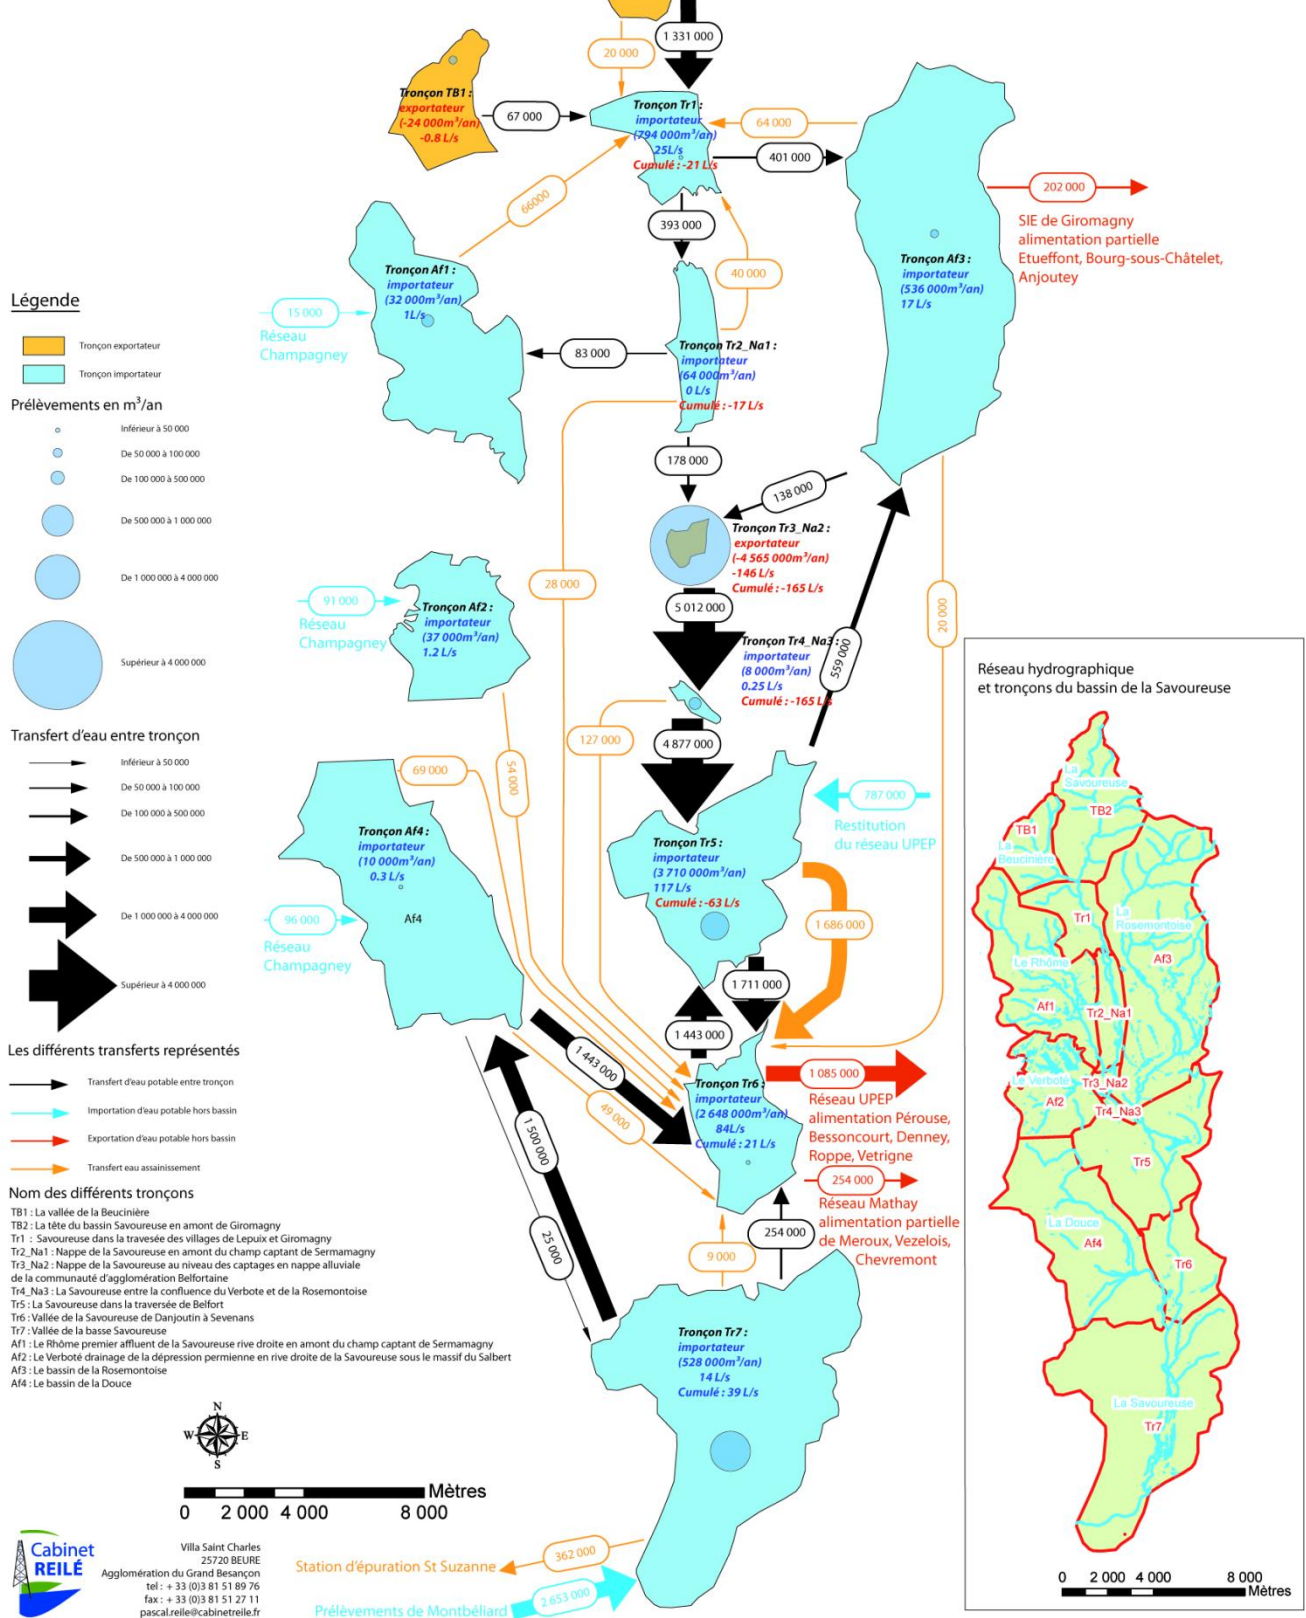 20 000
1 331 000
Tronçon TB1 :
exportateur
(-24 000m³/an)
-0.8 L/s
67 000
Tronçon Tr1 :
importateur
(794 000m³/an)
25L/s
Cumulé : -21 L/s
64 000
401 000
202 000
SIE de Giromagny
alimentation partielle
Etueffont, Bourg-sous-Châtelet,
Anjoutey
66000
393 000
40 000
Tronçon Af1 :
importateur
(32 000m³/an)
1L/s
Tronçon Af3 :
importateur
(536 000m³/an)
17 L/s
15 000
Réseau
Champagney
83 000
Tronçon Tr2_Na1 :
importateur
(64 000m³/an)
0 L/s
Cumulé : -17 L/s
178 000
138 000
Tronçon Tr3_Na2 :
exportateur
(-4 565 000m³/an)
-146 L/s
Cumulé : -165 L/s
28 000
20 000
5 012 000
91 000
Réseau
Champagney
Tronçon Af2 :
importateur
(37 000m³/an)
1.2 L/s
Tronçon Tr4_Na3 :
importateur
(8 000m³/an)
0.25 L/s
Cumulé : -165 L/s
559 000
127 000
4 877 000
69 000
54 000
787 000
Restitution
du réseau UPEP
Tronçon Af4 :
importateur
(10 000m³/an)
0.3 L/s
Af4
96 000
Réseau
Champagney
Tronçon Tr5 :
importateur
(3 710 000m³/an)
117 L/s
Cumulé : -63 L/s
1 686 000
1 711 000
1 443 000
1 443 000
49 000
1 500 000
25 000
Tronçon Tr6 :
importateur
(2 648 000m³/an)
84L/s
Cumulé : 21 L/s
1 085 000
Réseau UPEP
alimentation Pérouse,
Bessoncourt, Denney,
Roppe, Vetrigne
254 000
Réseau Mathay
alimentation partielle
de Meroux, Vezelois,
Chevremont
254 000
9 000
Tronçon Tr7 :
importateur
(528 000m³/an)
14 L/s
Cumulé : 39 L/s
362 000
Station d'épuration St Suzanne
2 653 000
Prélèvements de Montbéliard
Légende
Tronçon exportateur
Tronçon importateur
Prélèvements en m³/an
Inférieur à 50 000
De 50 000 à 100 000
De 100 000 à 500 000
De 500 000 à 1 000 000
De 1 000 000 à 4 000 000
Supérieur à 4 000 000
Transfert d'eau entre tronçon
Inférieur à 50 000
De 50 000 à 100 000
De 100 000 à 500 000
De 500 000 à 1 000 000
De 1 000 000 à 4 000 000
Supérieur à 4 000 000
Les différents transferts représentés
Transfert d'eau potable entre tronçon
Importation d'eau potable hors bassin
Exportation d'eau potable hors bassin
Transfert eau assainissement
Nom des différents tronçons
TB1 : La vallée de la Beucinière
TB2 : La tête du bassin Savoureuse en amont de Giromagny
Tr1 : Savoureuse dans la travesée des villages de Lepuix et Giromagny
Tr2_Na1 : Nappe de la Savoureuse en amont du champ captant de Sermamagny
Tr3_Na2 : Nappe de la Savoureuse au niveau des captages en nappe alluviale
de la communauté d'agglomération Belfortaine
Tr4_Na3 : La Savoureuse entre la confluence du Verbote et de la Rosemontoise
Tr5 : La Savoureuse dans la traversée de Belfort
Tr6 : Vallée de la Savoureuse de Danjoutin à Sevenans
Tr7 : Vallée de la basse Savoureuse
Af1 : Le Rhôme premier affluent de la Savoureuse rive droite en amont du champ captant de Sermamagny
Af2 : Le Verboté drainage de la dépression permienne en rive droite de la Savoureuse sous le massif du Salbert
Af3 : Le bassin de la Rosemontoise
Af4 : Le bassin de la Douce
N
W E
S
Mètres
0 2 000 4 000 8 000
Cabinet
REILÉ
Villa Saint Charles
25720 BEURE
Agglomération du Grand Besançon
tel : + 33 (0)3 81 51 89 76
fax : + 33 (0)3 81 51 27 11
pascal.reile@cabinetreile.fr
Réseau hydrographique
et tronçons du bassin de la Savoureuse
La
Savoureuse
TB2
TB1
La
Beucinière
Tr1
La
Rosemontoise
Le Rhôme
Af3
Af1
Tr2_Na1
Le Verboté
Tr3_Na2
Af2
Tr4_Na3
Tr5
La Douce
Af4
Tr6
La Savoureuse
Tr7
0 2 000 4 000 8 000
Mètres